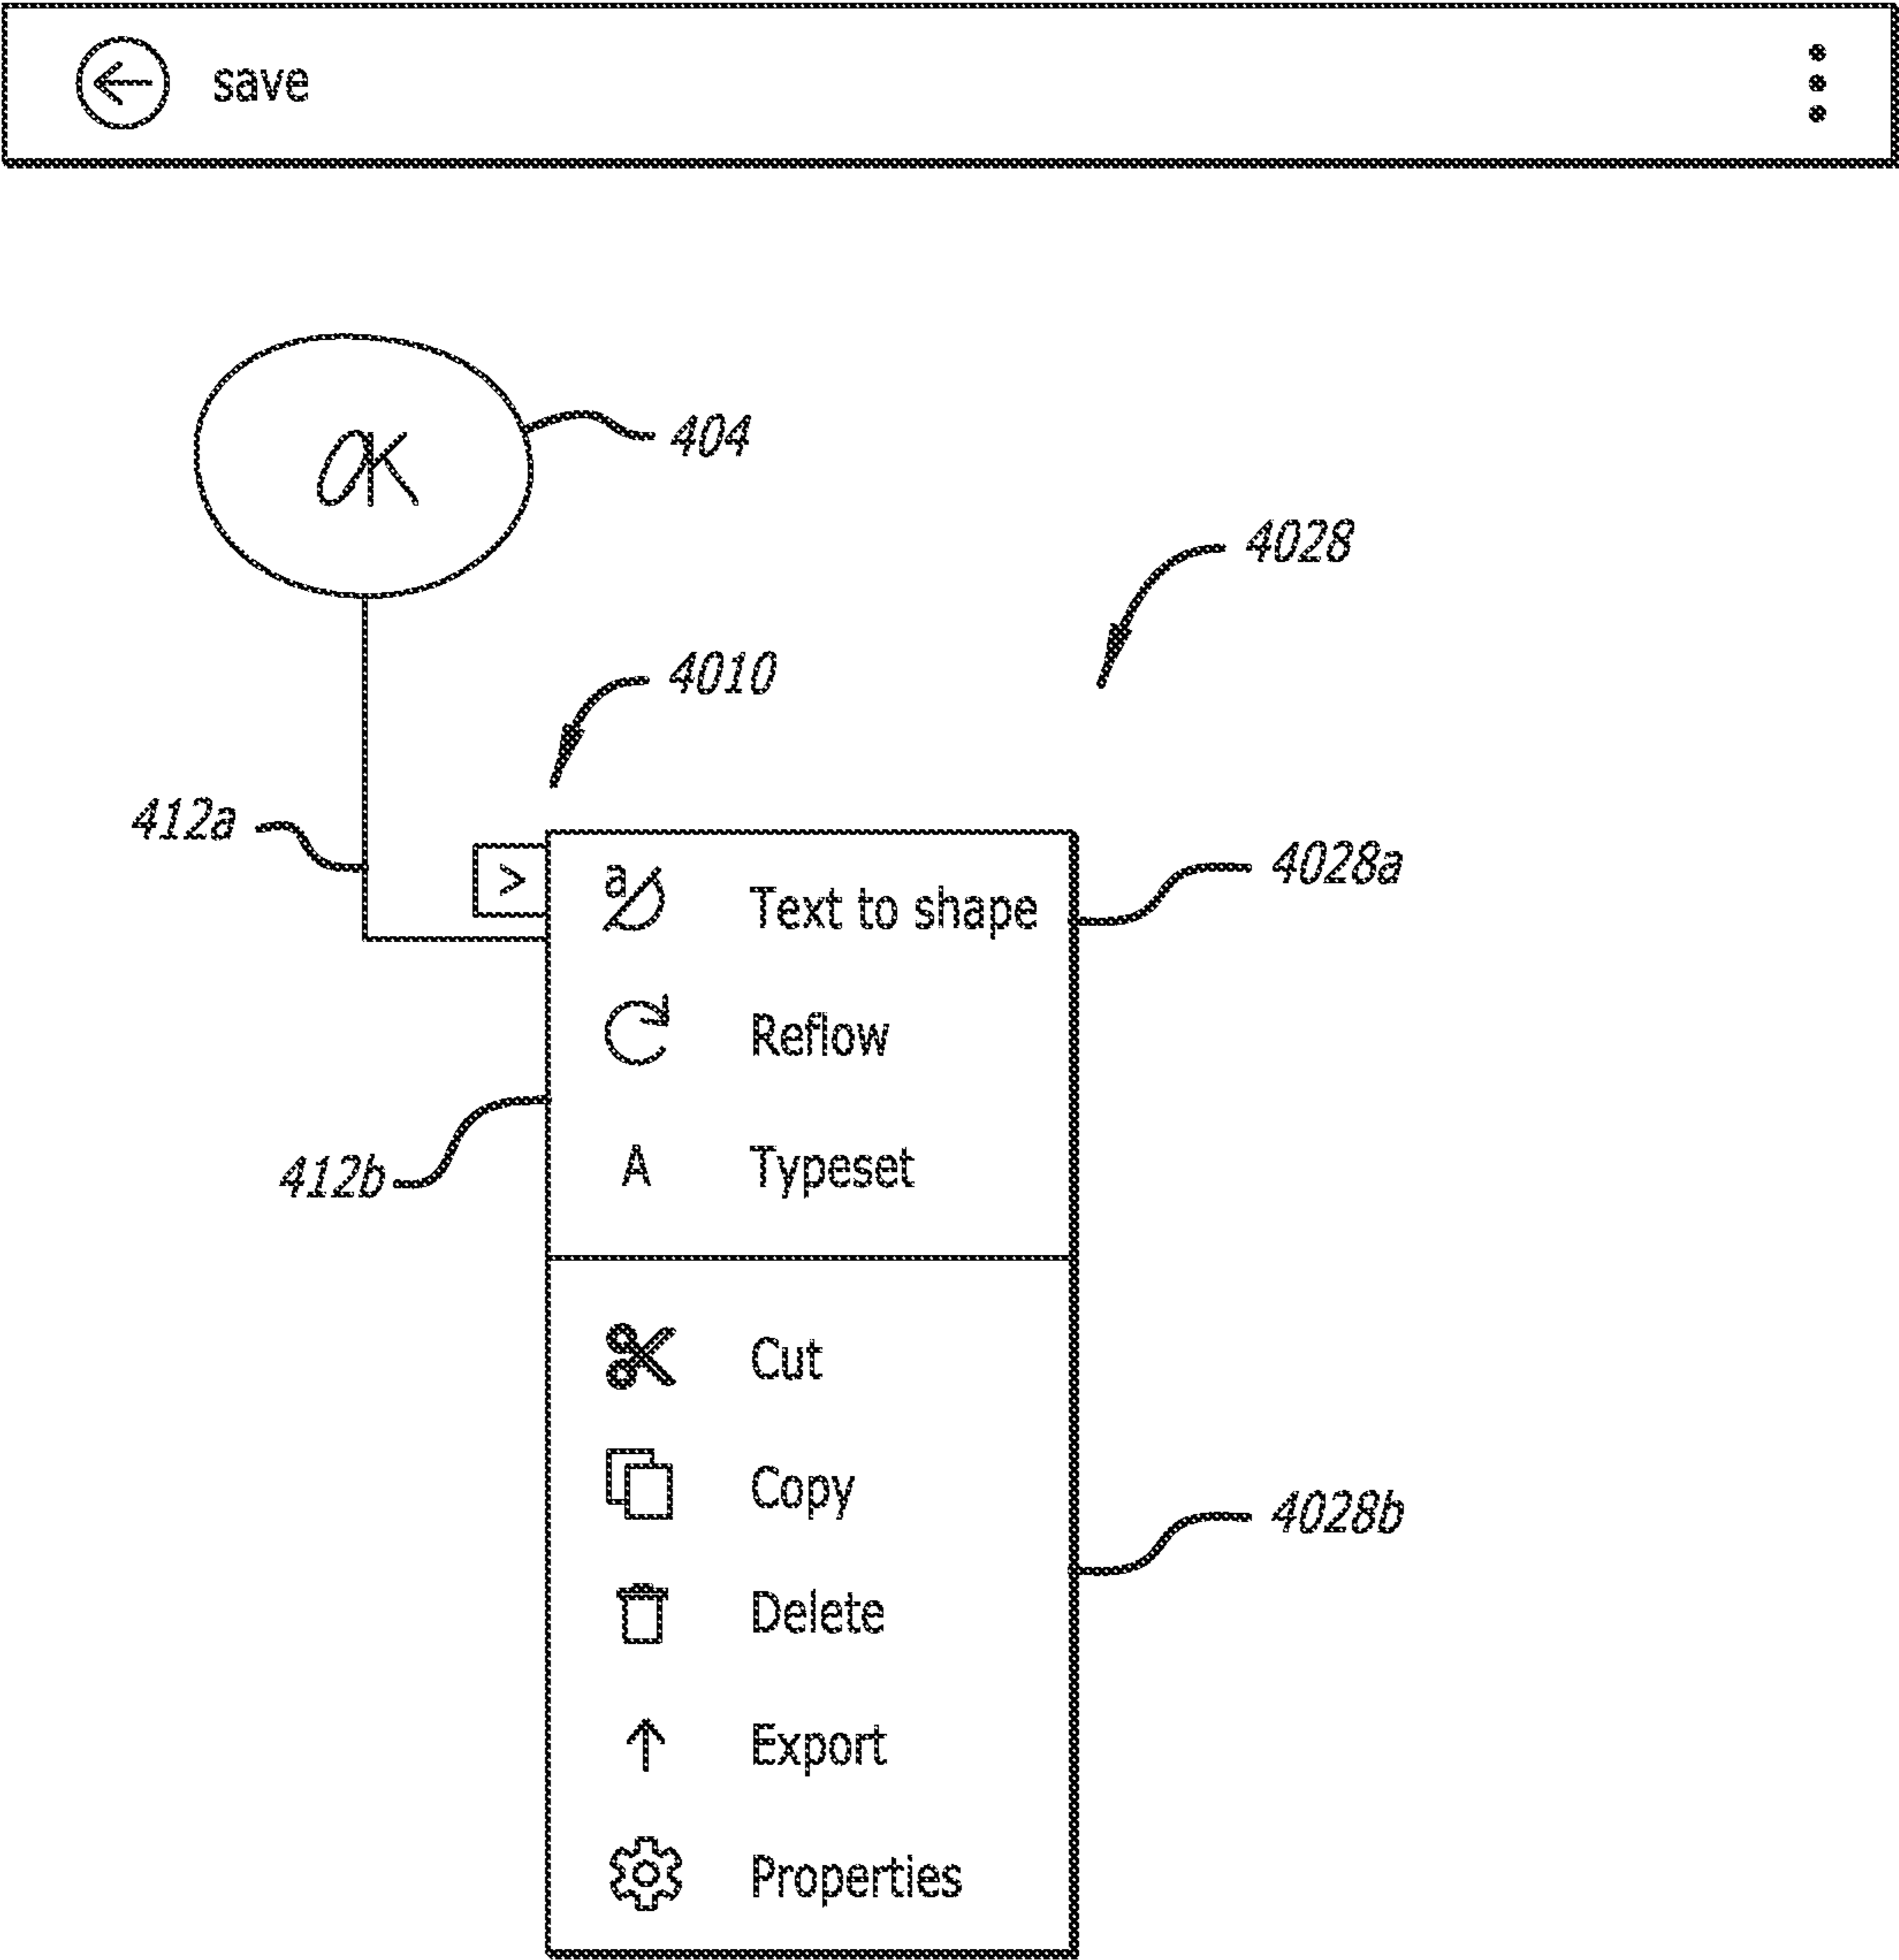 save
OK
404
4028
4010
412a
>
a
Text to shape
4028a
Reflow
412b
A
Typeset
Cut
Copy
4028b
Delete
Export
Properties